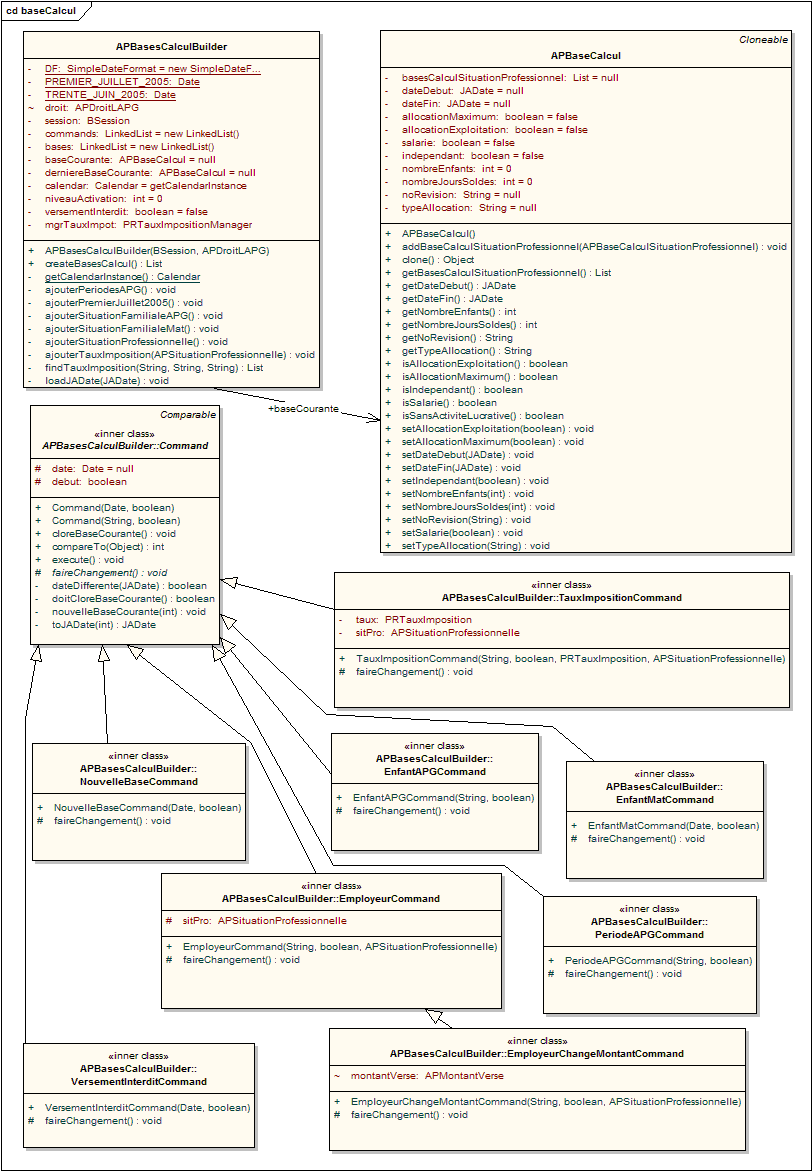 cd baseCalcul
APBasesCalculBuilder
- DF: SimpleDateFormat = new SimpleDateF...
- PREMIER_JUILLET_2005: Date
- TRENTE_JUIN_2005: Date
~ droit: APDroitLAPG
- session: BSession
- commands: LinkedList = new LinkedList()
- bases: LinkedList = new LinkedList()
- baseCourante: APBaseCalcul = null
- derniereBaseCourante: APBaseCalcul = null
- calendar: Calendar = getCalendarInstance
- niveauActivation: int = 0
- versementInterdit: boolean = false
- mgrTauxImpot: PRTauxImpositionManager
+ APBasesCalculBuilder(BSession, APDroitLAPG)
+ createBasesCalcul() : List
- getCalendarInstance() : Calendar
- ajouterPeriodesAPG() : void
- ajouterPremierJuillet2005() : void
- ajouterSituationFamilialeAPG() : void
- ajouterSituationFamilialeMat() : void
- ajouterSituationProfessionelle() : void
- ajouterTauxImposition(APSituationProfessionnelle) : void
- findTauxImposition(String, String, String) : List
- loadJADate(JADate) : void
Cloneable
APBaseCalcul
- basesCalculSituationProfessionnel: List = null
- dateDebut: JADate = null
- dateFin: JADate = null
- allocationMaximum: boolean = false
- allocationExploitation: boolean = false
- salarie: boolean = false
- independant: boolean = false
- nombreEnfants: int = 0
- nombreJoursSoldes: int = 0
- noRevision: String = null
- typeAllocation: String = null
+ APBaseCalcul()
+ addBaseCalculSituationProfessionnel(APBaseCalculSituationProfessionnel) : void
+ clone() : Object
+ getBasesCalculSituationProfessionnel() : List
+ getDateDebut() : JADate
+ getDateFin() : JADate
+ getNombreEnfants() : int
+ getNombreJoursSoldes() : int
+ getNoRevision() : String
+ getTypeAllocation() : String
+ isAllocationExploitation() : boolean
+ isAllocationMaximum() : boolean
+ isIndependant() : boolean
+ isSalarie() : boolean
+ isSansActiviteLucrative() : boolean
+ setAllocationExploitation(boolean) : void
+ setAllocationMaximum(boolean) : void
+ setDateDebut(JADate) : void
+ setDateFin(JADate) : void
+ setIndependant(boolean) : void
+ setNombreEnfants(int) : void
+ setNombreJoursSoldes(int) : void
+ setNoRevision(String) : void
+ setSalarie(boolean) : void
+ setTypeAllocation(String) : void
+baseCourante
Comparable
«inner class»
APBasesCalculBuilder::Command
# date: Date = null
# debut: boolean
+ Command(Date, boolean)
+ Command(String, boolean)
+ cloreBaseCourante() : void
+ compareTo(Object) : int
+ execute() : void
# faireChangement() : void
- dateDifferente(JADate) : boolean
- doitCloreBaseCourante() : boolean
- nouvelleBaseCourante(int) : void
- toJADate(int) : JADate
«inner class»
APBasesCalculBuilder::TauxImpositionCommand
- taux: PRTauxImposition
- sitPro: APSituationProfessionnelle
+ TauxImpositionCommand(String, boolean, PRTauxImposition, APSituationProfessionnelle)
# faireChangement() : void
«inner class»
APBasesCalculBuilder::
NouvelleBaseCommand
+ NouvelleBaseCommand(Date, boolean)
# faireChangement() : void
«inner class»
APBasesCalculBuilder::
EnfantAPGCommand
+ EnfantAPGCommand(String, boolean)
# faireChangement() : void
«inner class»
APBasesCalculBuilder::
EnfantMatCommand
+ EnfantMatCommand(Date, boolean)
# faireChangement() : void
«inner class»
APBasesCalculBuilder::EmployeurCommand
# sitPro: APSituationProfessionnelle
+ EmployeurCommand(String, boolean, APSituationProfessionnelle)
# faireChangement() : void
«inner class»
APBasesCalculBuilder::
PeriodeAPGCommand
+ PeriodeAPGCommand(String, boolean)
# faireChangement() : void
«inner class»
APBasesCalculBuilder::EmployeurChangeMontantCommand
~ montantVerse: APMontantVerse
+ EmployeurChangeMontantCommand(String, boolean, APSituationProfessionnelle)
# faireChangement() : void
«inner class»
APBasesCalculBuilder::
VersementInterditCommand
+ VersementInterditCommand(Date, boolean)
# faireChangement() : void